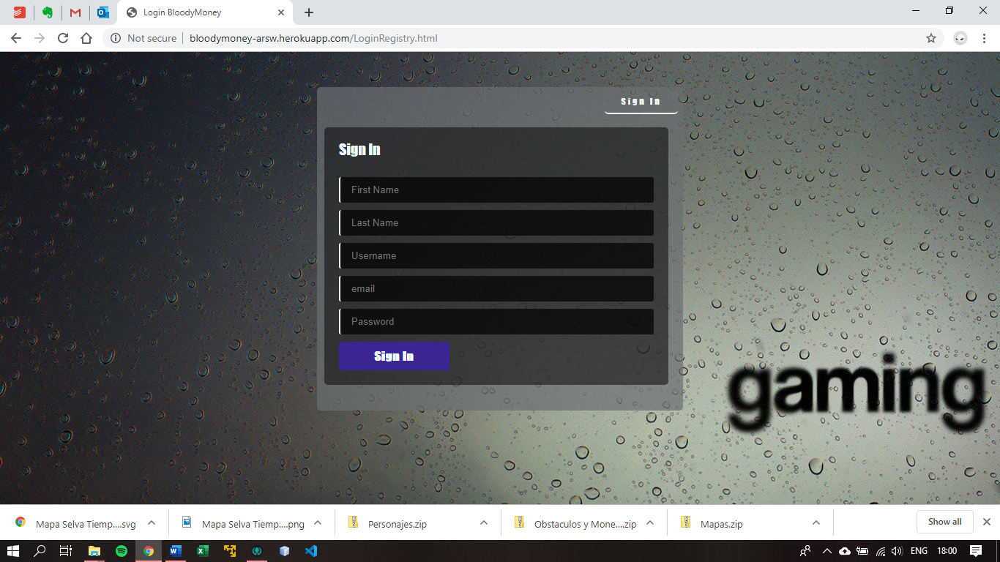 Login BloodyMoney
Not secure
bloodymoney-arsw.herokuapp.com/LoginRegistry.html
Sign In
Sign In
First Name
Last Name
Username
email
Password
Sign In
gaming
Mapa Selva Tiemp....svg
Mapa Selva Tiemp....png
Personajes.zip
Obstaculos y Mone....zip
Mapas.zip
Show all
ENG
18:00